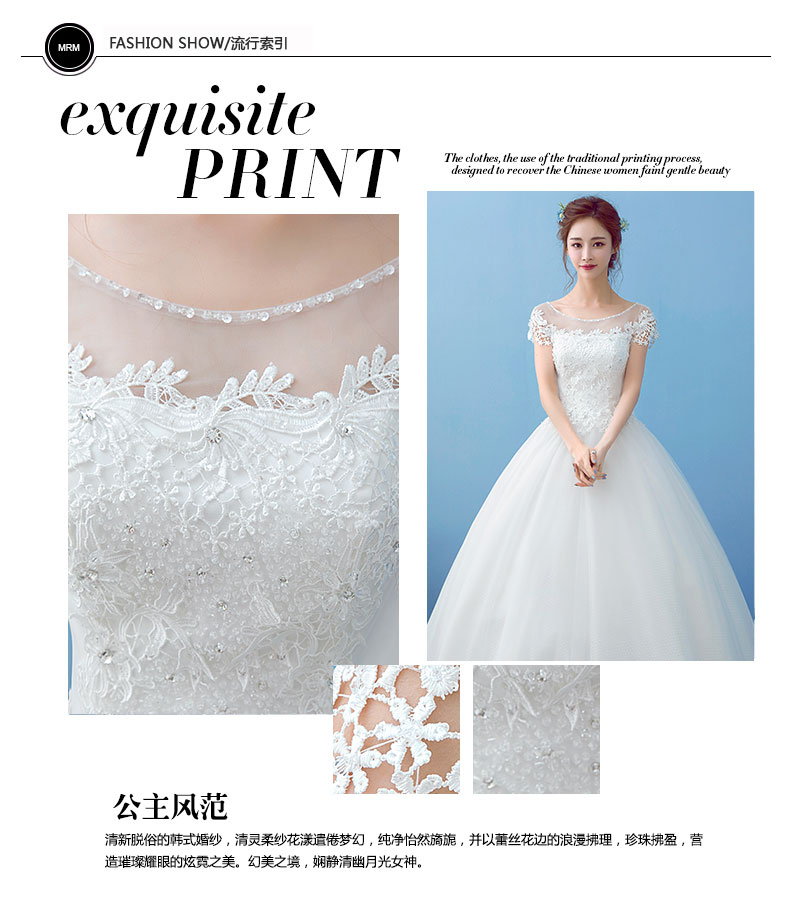 MRM
FASHION SHOW/流行索引
exquisite
PRINT
The clothes, the use of the traditional printing process,
designed to recover the Chinese women faint gentle beauty
公主风范
清新脱俗的韩式婚纱，清灵柔纱花漾遣倦梦幻，纯净怡然旖旎，并以蕾丝花边的浪漫拂理，珍珠拂盈，营
造璀璨耀眼的炫霓之美。幻美之境，娴静清幽月光女神。